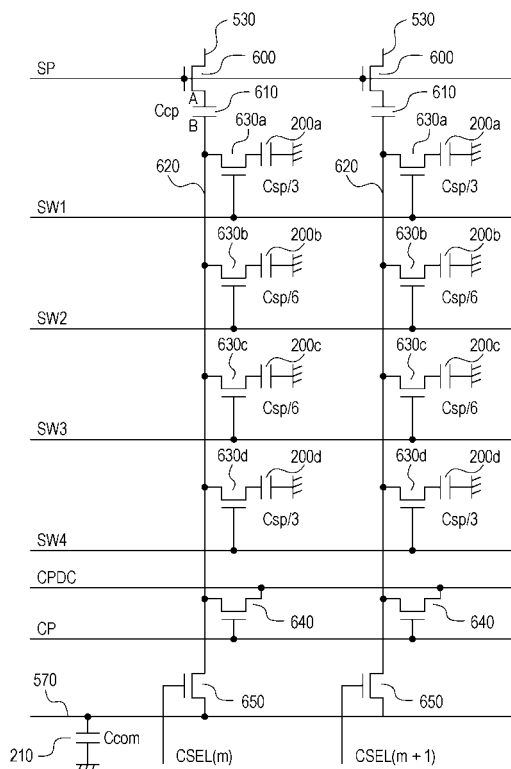 530 530
600 600
SP
A
610 610
Ccp
B
630a 200a 630a 200a
620 620
Csp/3 Csp/3
SW1
630b 200b 630b 200b
Csp/6 Csp/6
SW2
630c 200c 630c 200c
Csp/6 Csp/6
SW3
630d 200d 630d 200d
Csp/3 Csp/3
SW4
CPDC
640 640
CP
570 650 650
Ccom
210
CSEL(m) CSEL(m + 1)